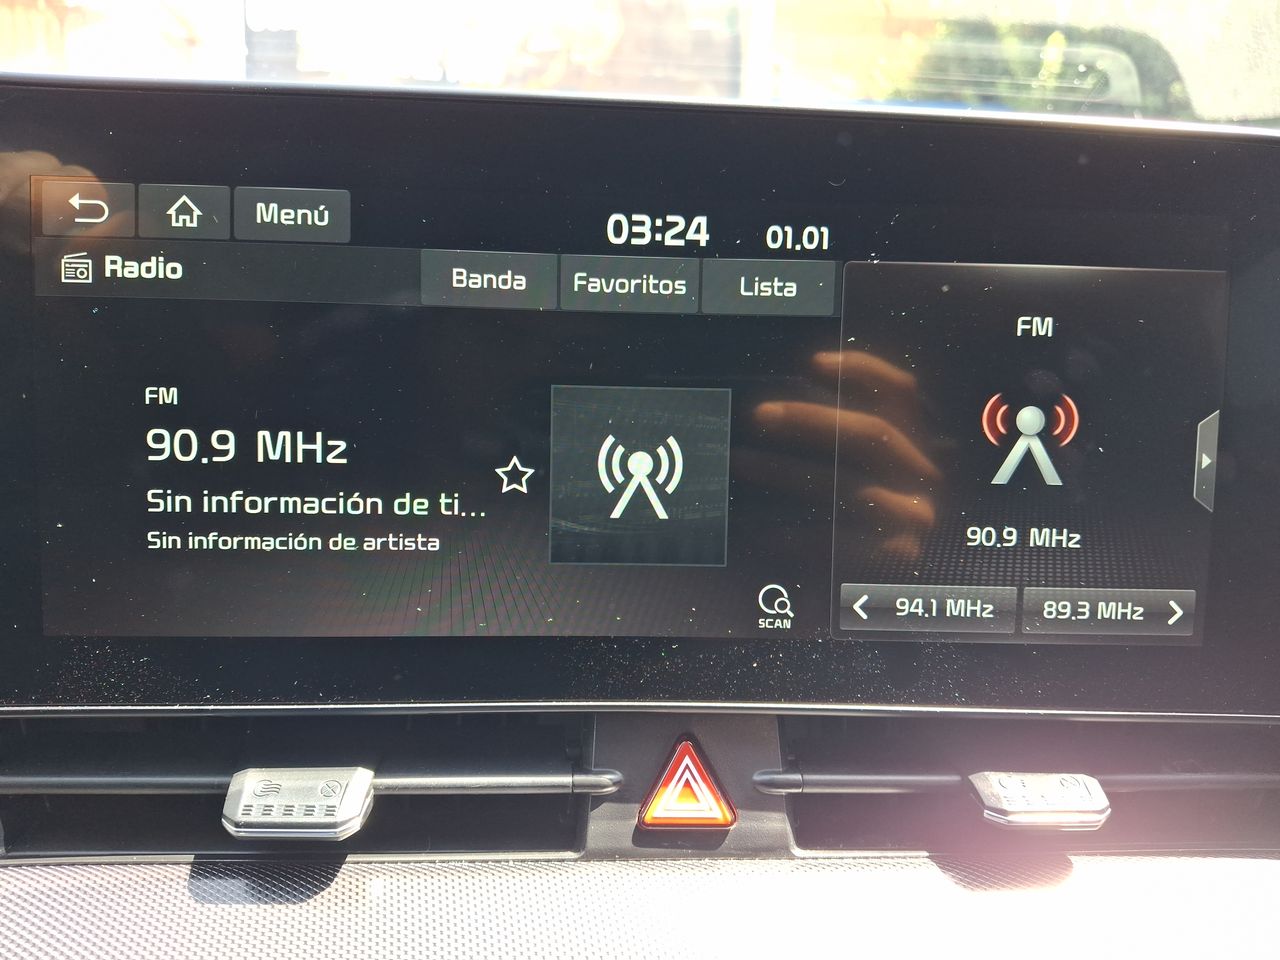 Menú
03:24
01.01
Radio
Banda
Favoritos
Lista
FM
90.9 MHz
Sin información de ti...
Sin información de artista
SCAN
FM
90.9 MHz
94.1 MHz
89.3 MHz